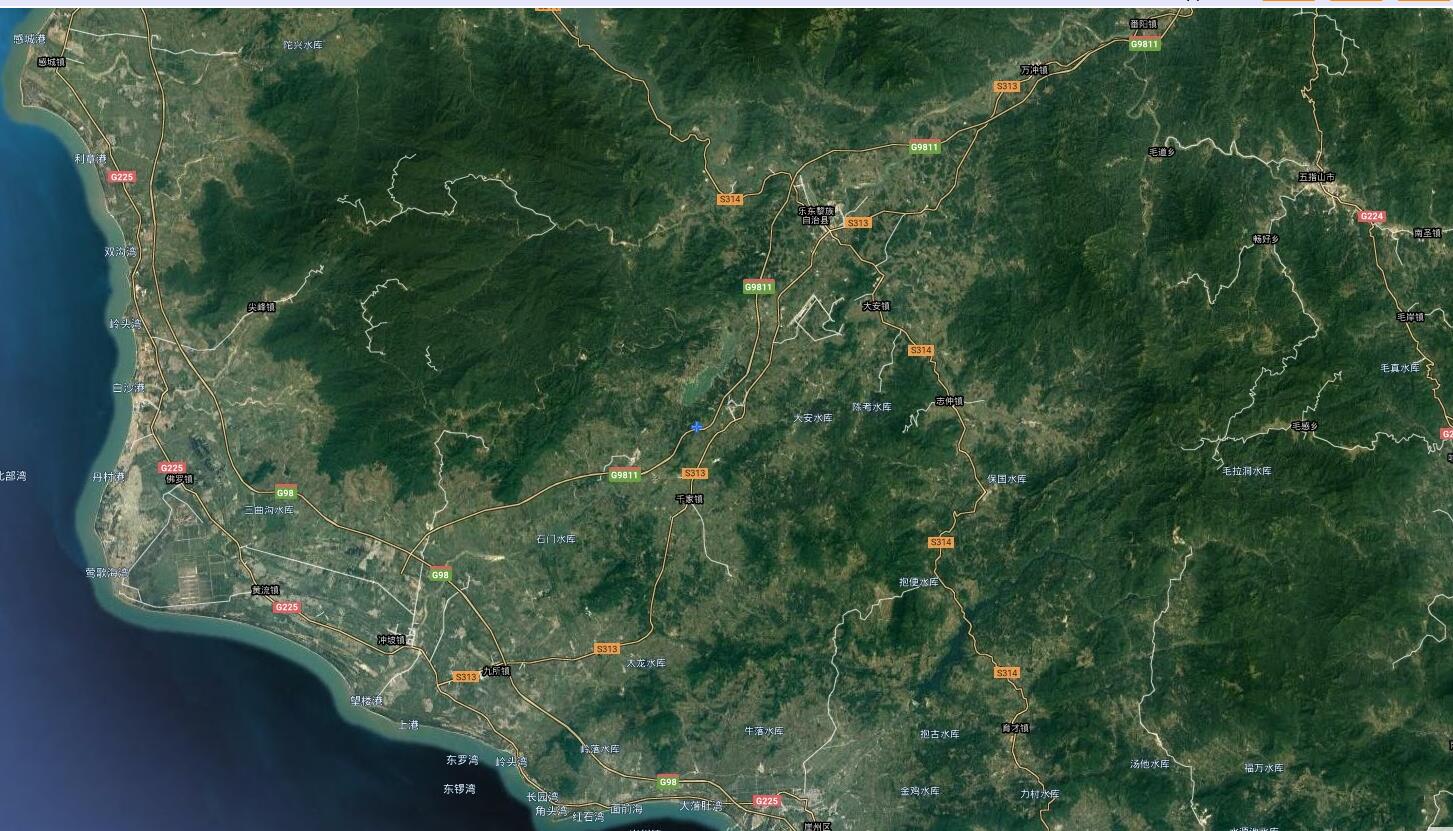 番阳镇
感城港
陀兴水库
G9811
感城镇
万冲镇
S313
G9811
毛道乡
利章港
G225
五指山市
S314
乐东黎族
自治县
S313
G224
南圣镇
畅好乡
双沟湾
G9811
尖峰镇
大安镇
毛岸镇
岭头湾
S314
毛真水库
白沙港
志仲镇
陈考水库
大安水库
毛感乡
G225
佛罗镇
丹村港
北部湾
G9811
S313
保国水库
毛拉洞水库
G98
三曲沟水库
千家镇
石门水库
S314
莺歌海湾
G98
抱便水库
黄流镇
G225
冲坡镇
S313
太龙水库
九所镇
S313
S314
望楼港
上港
牛落水库
抱古水库
育才镇
岭落水库
东罗湾
岭头湾
汤他水库
福万水库
G98
东锣湾
长园湾
G225
大落肚湾
金鸡水库
力村水库
角头湾
红石湾
面前海
崖州区